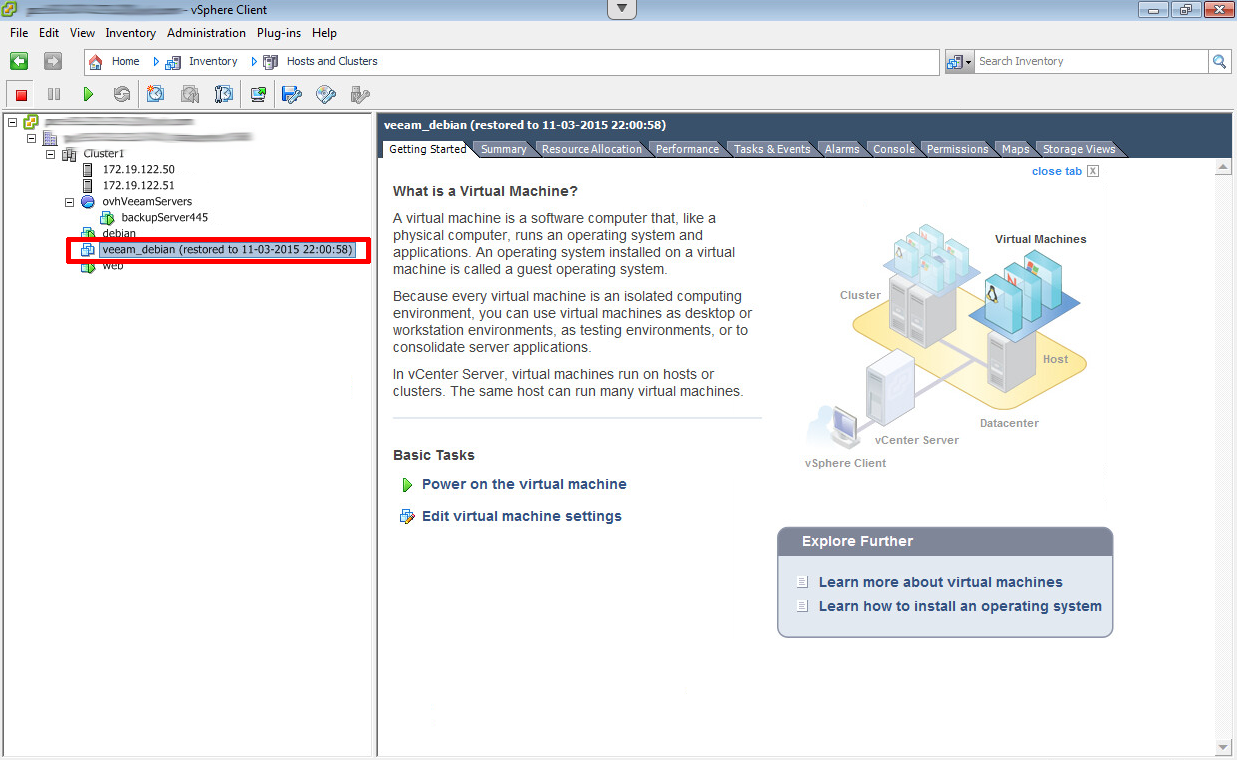 - vSphere Client
File Edit View Inventory Administration Plug-ins Help
Home Inventory Hosts and Clusters
Search Inventory
Cluster1
172.19.122.50
172.19.122.51
ovhVeeamServers
backupServer445
debian
veeam_debian (restored to 11-03-2015 22:00:58)
web
veeam_debian (restored to 11-03-2015 22:00:58)
Getting Started Summary Resource Allocation Performance Tasks & Events Alarms Console Permissions Maps Storage Views
close tab X
What is a Virtual Machine?
A virtual machine is a software computer that, like a
physical computer, runs an operating system and
applications. An operating system installed on a virtual
machine is called a guest operating system.
Because every virtual machine is an isolated computing
environment, you can use virtual machines as desktop or
workstation environments, as testing environments, or to
consolidate server applications.
In vCenter Server, virtual machines run on hosts or
clusters. The same host can run many virtual machines.
Basic Tasks
Power on the virtual machine
Edit virtual machine settings
Virtual Machines
Cluster
Host
Datacenter
vCenter Server
vSphere Client
Explore Further
Learn more about virtual machines
Learn how to install an operating system